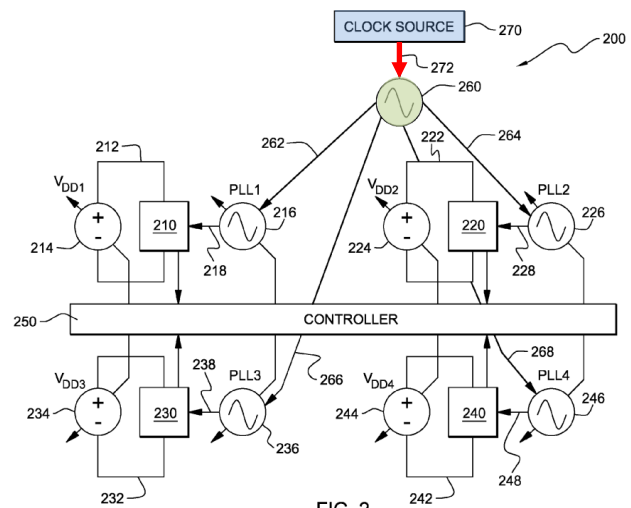 CLOCK SOURCE 270
200
272
260
262 264
212 222
VDD1 PLL1 VDD2 PLL2
210 216 220 226
214 218 224 228
250 CONTROLLER
238 266 268
VDD3 PLL3 VDD4 PLL4
234 230 244 240 246
236 248
232 242
FIG. 2